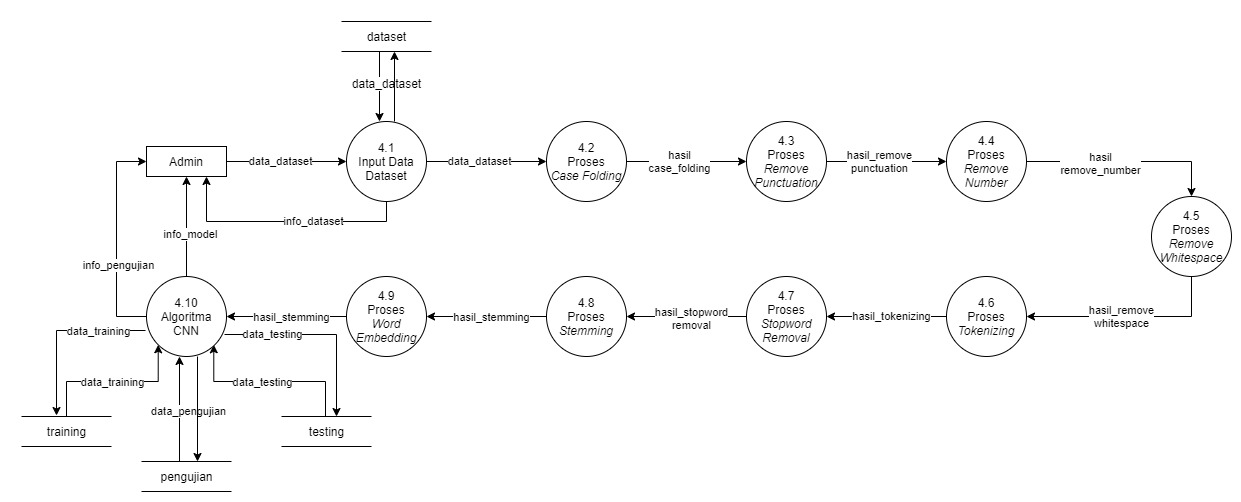 dataset
data_dataset
Admin
data_dataset
4.1
Input Data
Dataset
data_dataset
4.2
Proses
Case Folding
hasil
case_folding
4.3
Proses
Remove
Punctuation
hasil_remove
punctuation
4.4
Proses
Remove
Number
hasil
remove_number
4.5
Proses
Remove
Whitespace
info_dataset
info_model
info_pengujian
4.10
Algoritma
CNN
hasil_stemming
4.9
Proses
Word
Embedding
hasil_stemming
4.8
Proses
Stemming
hasil_stopword
removal
4.7
Proses
Stopword
Removal
hasil_tokenizing
4.6
Proses
Tokenizing
hasil_remove
whitespace
data_training
data_testing
data_training
data_testing
data_pengujian
training
testing
pengujian